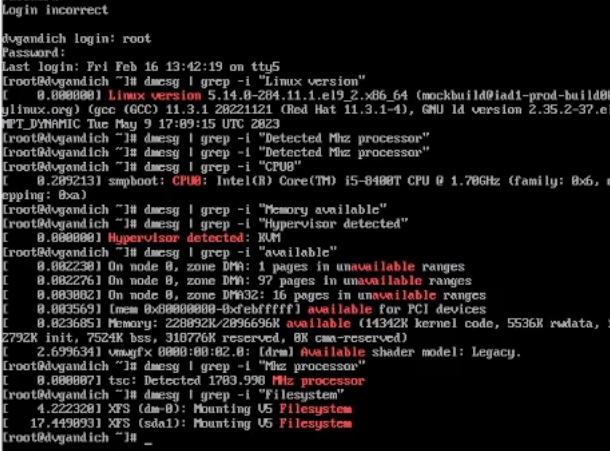 Login incorrect
dvgandich login: root
Password:
Last login: Fri Feb 16 13:42:19 on tty5
[root@dvgandich ~]# dmesg | grep -i "Linux version"
[    0.000000] Linux version 5.14.0-284.11.1.el9_2.x86_64 (mockbuild@iad1-prod-build00
ylinux.org) (gcc (GCC) 11.3.1 20221121 (Red Hat 11.3.1-4), GNU ld version 2.35.2-37.e
MPT_DYNAMIC Tue May 9 17:09:15 UTC 2023
[root@dvgandich ~]# dmesg | grep -i "Detected Mhz processor"
[root@dvgandich ~]# dmesg | grep -i "Detected Mhz processor"
[root@dvgandich ~]# dmesg | grep -i "CPU0"
[    0.209213] smpboot: CPU0: Intel(R) Core(TM) i5-8400T CPU @ 1.70GHz (family: 0x6, m
epping: 0xa)
[root@dvgandich ~]# dmesg | grep -i "Memory available"
[root@dvgandich ~]# dmesg | grep -i "Hypervisor detected"
[    0.000000] Hypervisor detected: KVM
[root@dvgandich ~]# dmesg | grep -i "available"
[    0.002230] On node 0, zone DMA: 1 pages in unavailable ranges
[    0.002276] On node 0, zone DMA: 97 pages in unavailable ranges
[    0.003082] On node 0, zone DMA32: 16 pages in unavailable ranges
[    0.003569] [mem 0x80000000-0xfebfffff] available for PCI devices
[    0.023685] Memory: 228092K/2096696K available (14342K kernel code, 5536K rwdata,
2792K init, 7524K bss, 318776K reserved, 0K cma-reserved)
[    2.699634] vmwgfx 0000:00:02.0: [drm] Available shader model: Legacy.
[root@dvgandich ~]# dmesg | grep -i "Mhz processor"
[    0.000007] tsc: Detected 1703.998 MHz processor
[root@dvgandich ~]# dmesg | grep -i "Filesystem"
[    4.222320] XFS (dm-0): Mounting V5 Filesystem
[   17.449093] XFS (sda1): Mounting V5 Filesystem
[root@dvgandich ~]# _